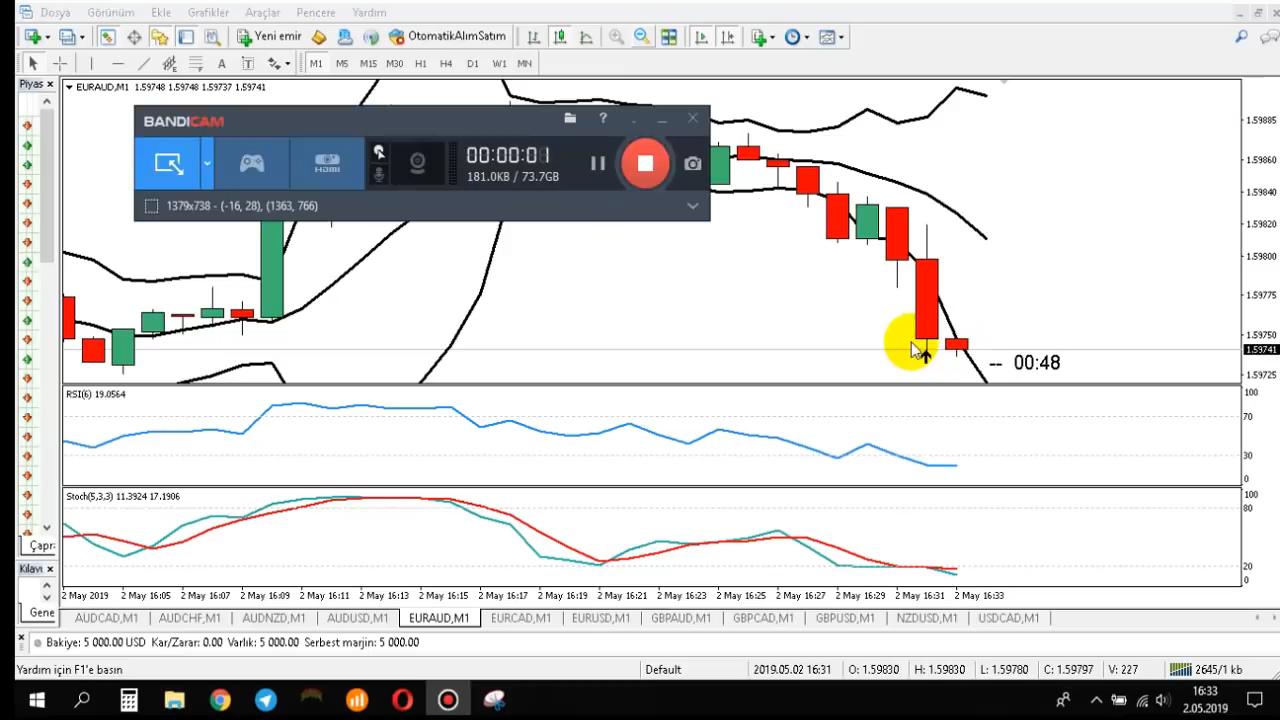 Dosya Görünüm Ekle Grafikler Araçlar Pencere Yardım
Yeni emir OtomatikAlımSatım
A T M1 M5 M15 M30 H1 H4 D1 W1 MN
Piyas
EURAUD,M1 1.59748 1.59748 1.59737 1.59741
BANDICAM
HDMI
00:00:01
181.0KB / 73.7GB
1379x738 - (-16, 28), (1363, 766)
1.59885
1.59860
1.59840
1.59820
1.59800
1.59775
1.59750
1.59741
1.59725
-- 00:48
RSI(6) 19.0564
100
70
30
0
Stoch(5,3,3) 11.3924 17.1906
100
80
20
0
2 May 2019 2 May 16:05 2 May 16:07 2 May 16:09 2 May 16:11 2 May 16:13 2 May 16:15 2 May 16:17 2 May 16:19 2 May 16:21 2 May 16:23 2 May 16:25 2 May 16:27 2 May 16:29 2 May 16:31 2 May 16:33
Çapr
Kılavı
Gene
AUDCAD,M1 AUDCHF,M1 AUDNZD,M1 AUDUSD,M1 EURAUD,M1 EURCAD,M1 EURUSD,M1 GBPAUD,M1 GBPCAD,M1 GBPUSD,M1 NZDUSD,M1 USDCAD,M1
Bakiye: 5 000.00 USD Kar/Zarar: 0.00 Varlık: 5 000.00 Serbest marjin: 5 000.00
Yardım için F1'e basın Default 2019.05.02 16:31 O: 1.59830 H: 1.59830 L: 1.59780 C: 1.59797 V: 227 2645/1 kb
16:33
2.05.2019